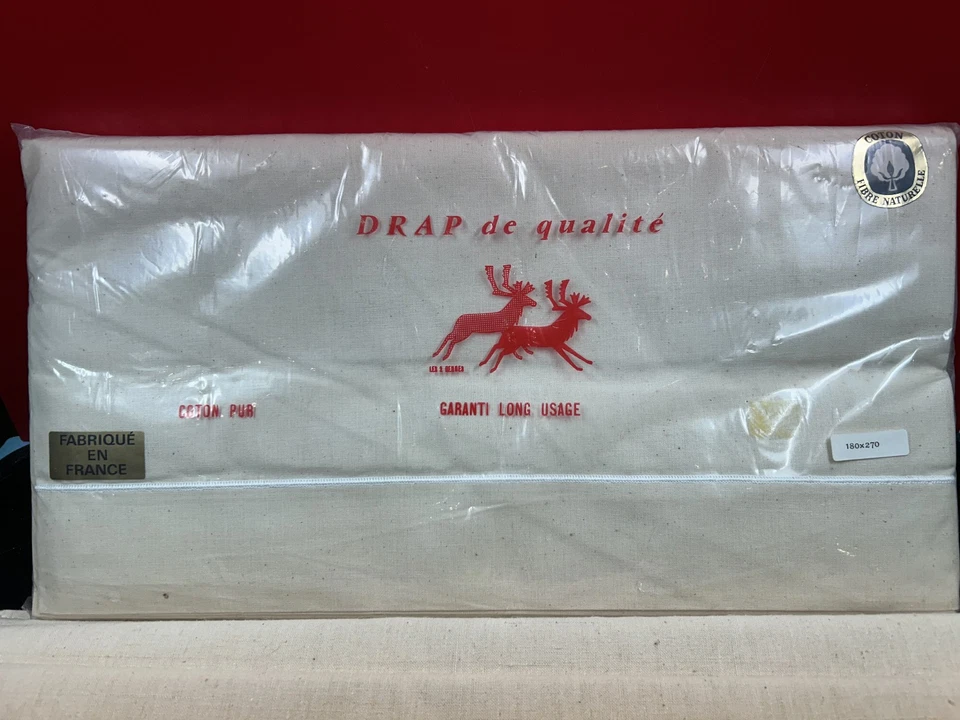 COTON
FIBRE NATURELLE
DRAP de qualité
COTON PUR
GARANTI LONG USAGE
FABRIQUÉ
EN
FRANCE
180x270